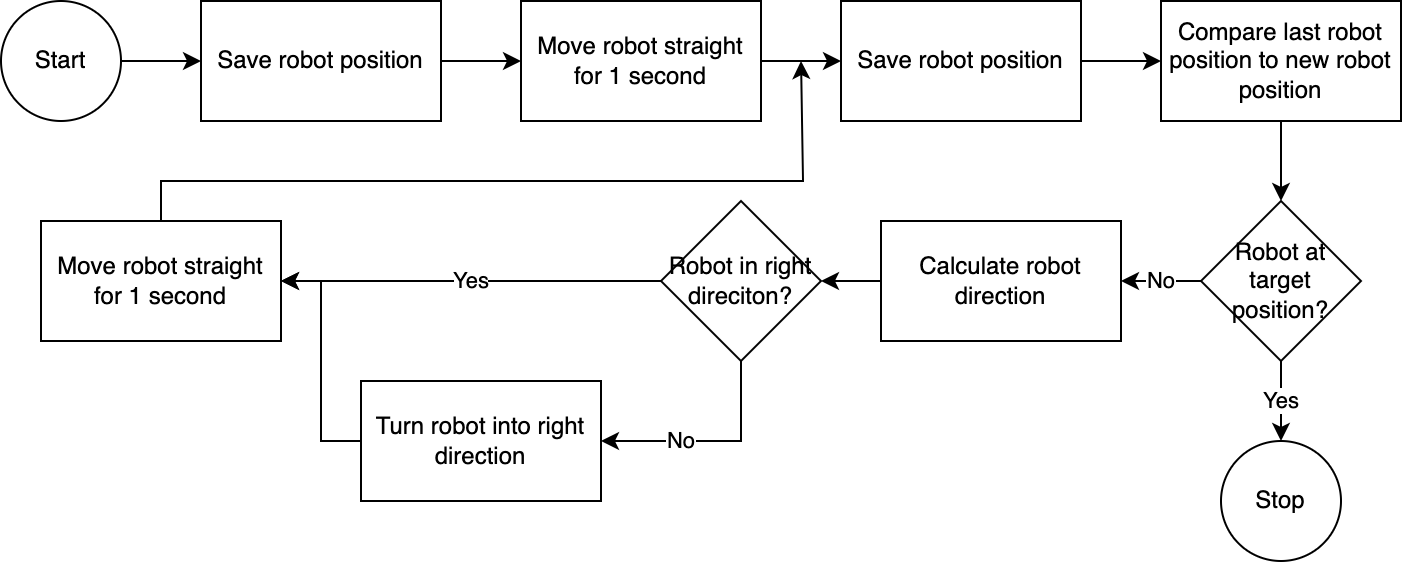 Start
Save robot position
Move robot straight
for 1 second
Save robot position
Compare last robot
position to new robot
position
Robot at
target
position?
No
Calculate robot
direction
Robot in right
direciton?
Yes
Move robot straight
for 1 second
No
Turn robot into right
direction
Yes
Stop